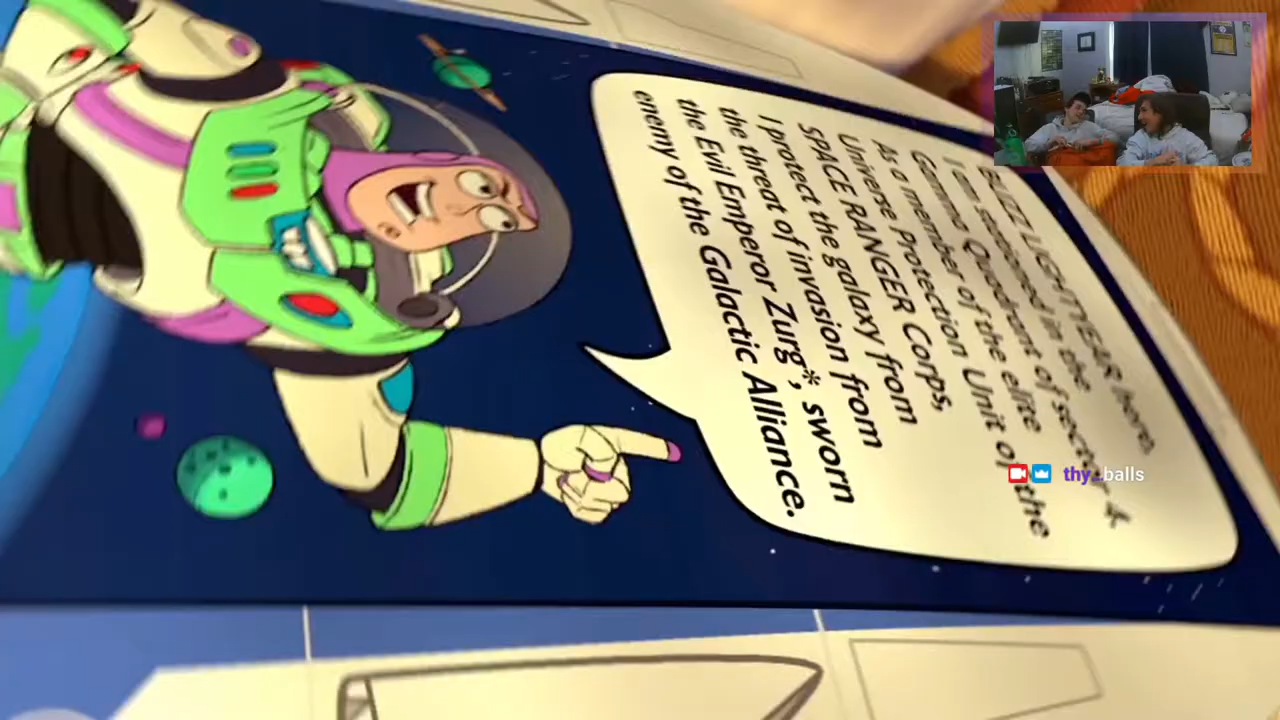 BUZZ LIGHTYEAR here.
I am stationed in the
Gamma Quadrant of sector 4.
As a member of the elite
Universe Protection Unit of the
SPACE RANGER Corps,
I protect the galaxy from
the threat of invasion from
the Evil Emperor Zurg*, sworn
enemy of the Galactic Alliance.
thy...balls